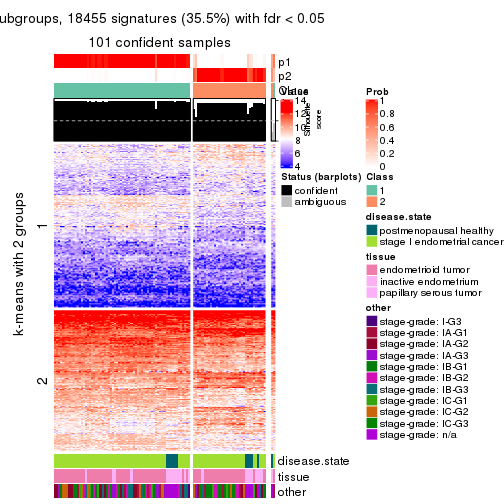 ubgroups, 18455 signatures (35.5%) with fdr < 0.05
101 confident samples
p1
p2
Class
Value
14
12
10
8
6
4
Silhouette
score
Prob
1
0.8
0.6
0.4
0.2
0
Status (barplots)
confident
ambiguous
Class
1
2
disease.state
postmenopausal healthy
stage I endometrial cancer
tissue
endometrioid tumor
inactive endometrium
papillary serous tumor
other
stage-grade: I-G3
stage-grade: IA-G1
stage-grade: IA-G2
stage-grade: IA-G3
stage-grade: IB-G1
stage-grade: IB-G2
stage-grade: IB-G3
stage-grade: IC-G1
stage-grade: IC-G2
stage-grade: IC-G3
stage-grade: n/a
k-means with 2 groups
1
2
disease.state
tissue
other